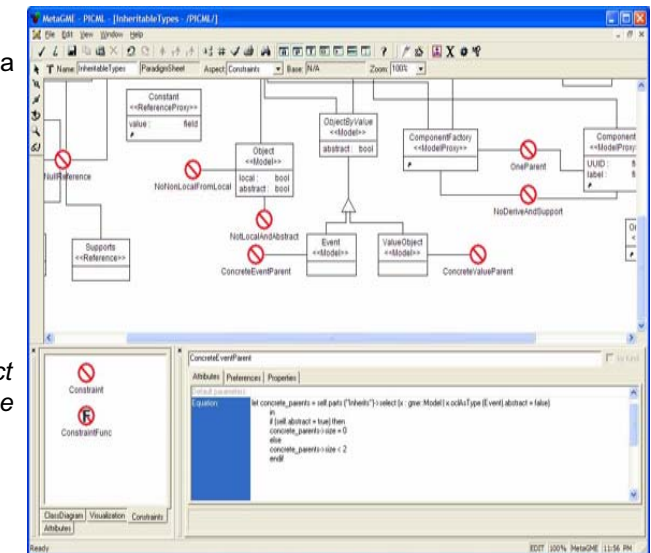 a
ct
e
MetaGME - PICML - [InheritableTypes - /PICML/]
File Edit View Window Help
Name: InheritableTypes ParadigmSheet Aspect: Constraints Base: N/A Zoom: 100%
Constant
<<ReferenceProxy>>
value : field
NullReference
Object
<<Model>>
local : bool
abstract : bool
NoNonLocalFromLocal
NotLocalAndAbstract
ObjectByValue
<<Model>>
abstract : bool
ComponentFactory
<<ModelProxy>>
OneParent
NoDeriveAndSupport
Component
<<ModelProxy
UUID :
label :
Supports
<<Reference>>
Event
<<Model>>
ValueObject
<<Model>>
ConcreteEventParent
ConcreteValueParent
Constraint
ConstraintFunc
ClassDiagram Visualization Constraints
Attributes
ConcreteEventParent
Attributes Preferences Properties
Equation: let concrete_parents = self.parts ("Inherits")->select (x : gme::Model | x.oclAsType (Event).abstract = false)
in
if (self.abstract = true) then
concrete_parents->size = 0
else
concrete_parents->size < 2
endif
Ready
EDIT 100% MetaGME 11:56 PM